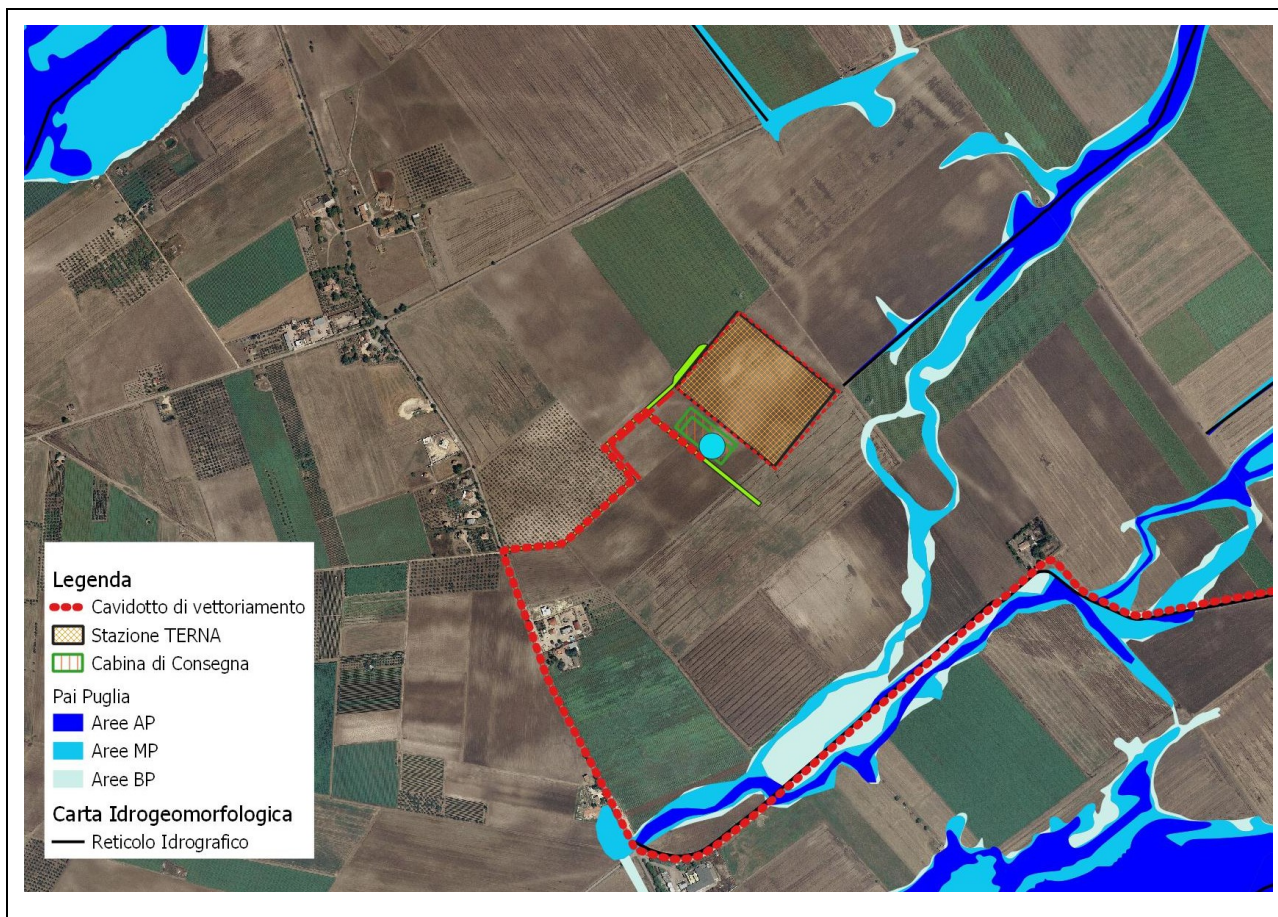 Legenda
Cavidotto di vettoriamento
Stazione TERNA
Cabina di Consegna
Pai Puglia
Aree AP
Aree MP
Aree BP
Carta Idrogeomorfologica
Reticolo Idrografico